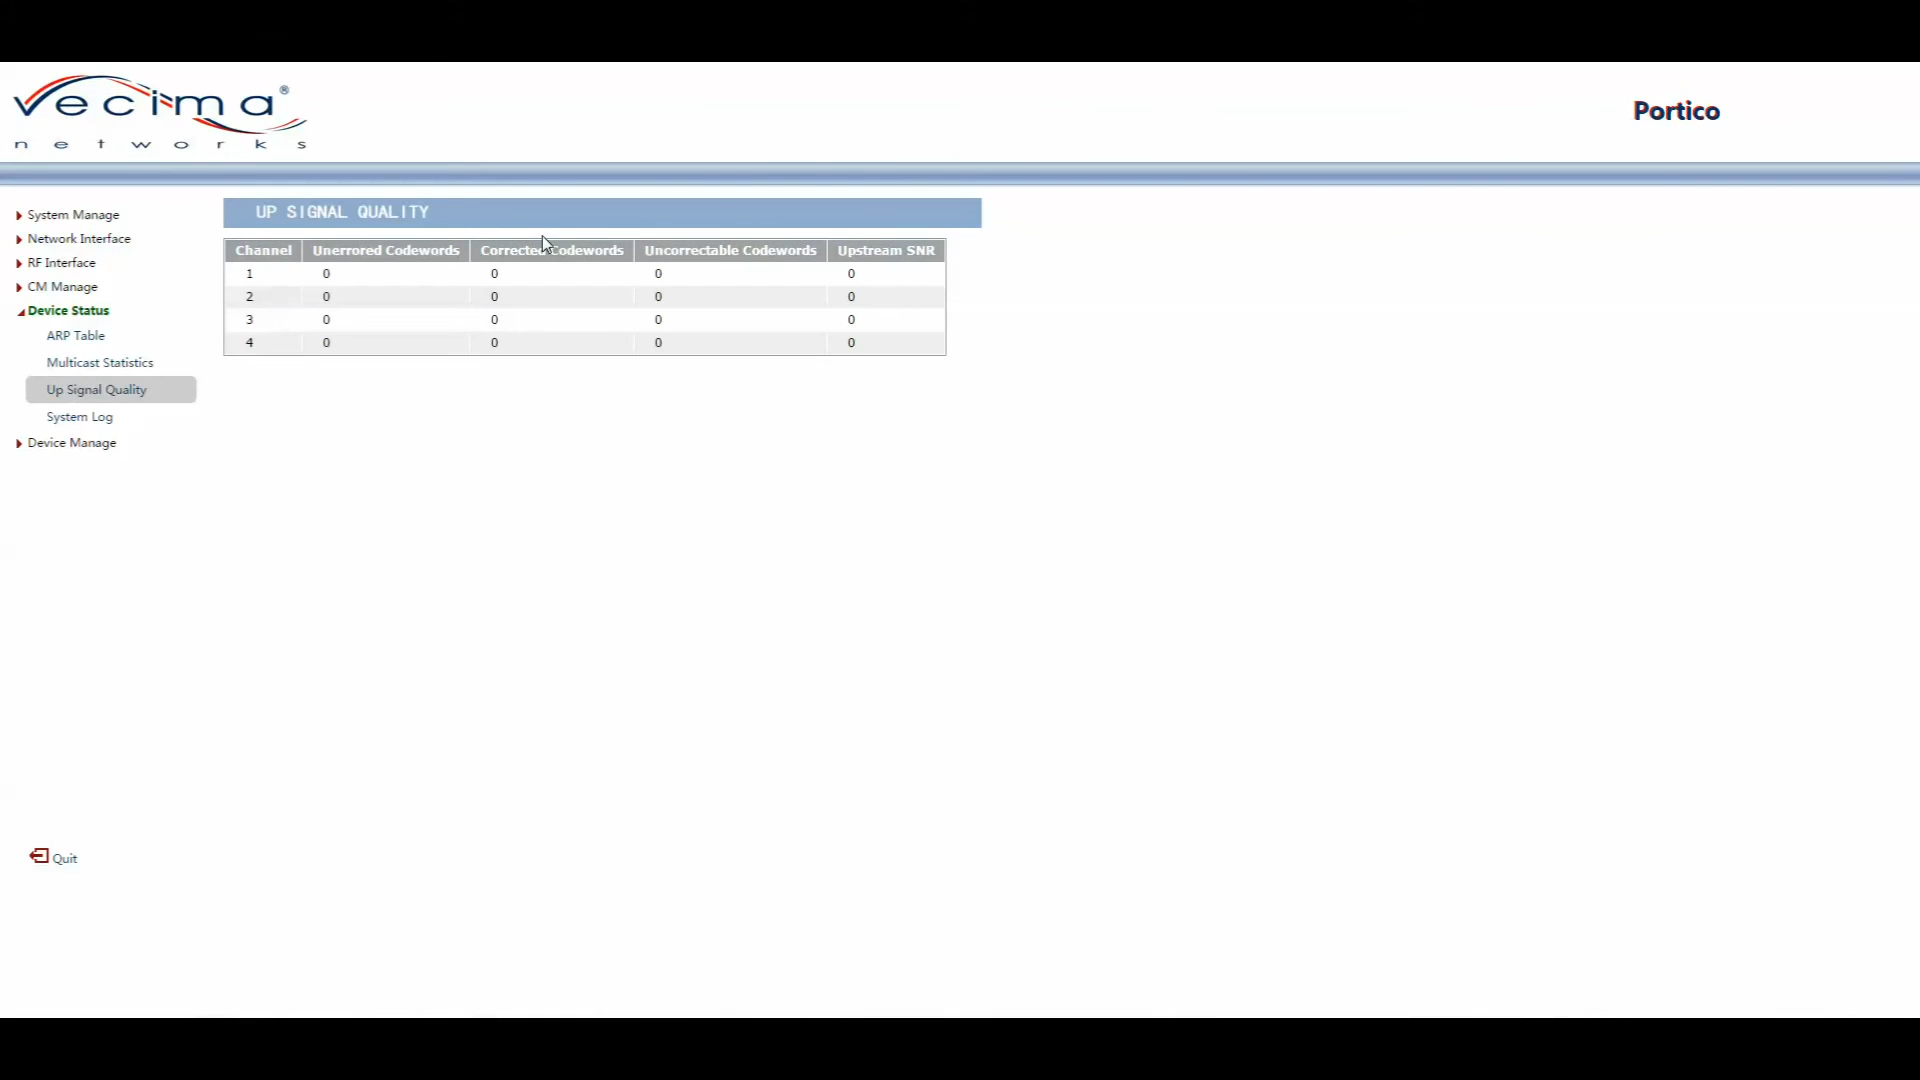 vecima®
networks
Portico
System Manage
Network Interface
RF Interface
CM Manage
Device Status
ARP Table
Multicast Statistics
Up Signal Quality
System Log
Device Manage
Quit
UP SIGNAL QUALITY
Channel Unerrored Codewords Corrected Codewords Uncorrectable Codewords Upstream SNR
1 0 0 0 0
2 0 0 0 0
3 0 0 0 0
4 0 0 0 0